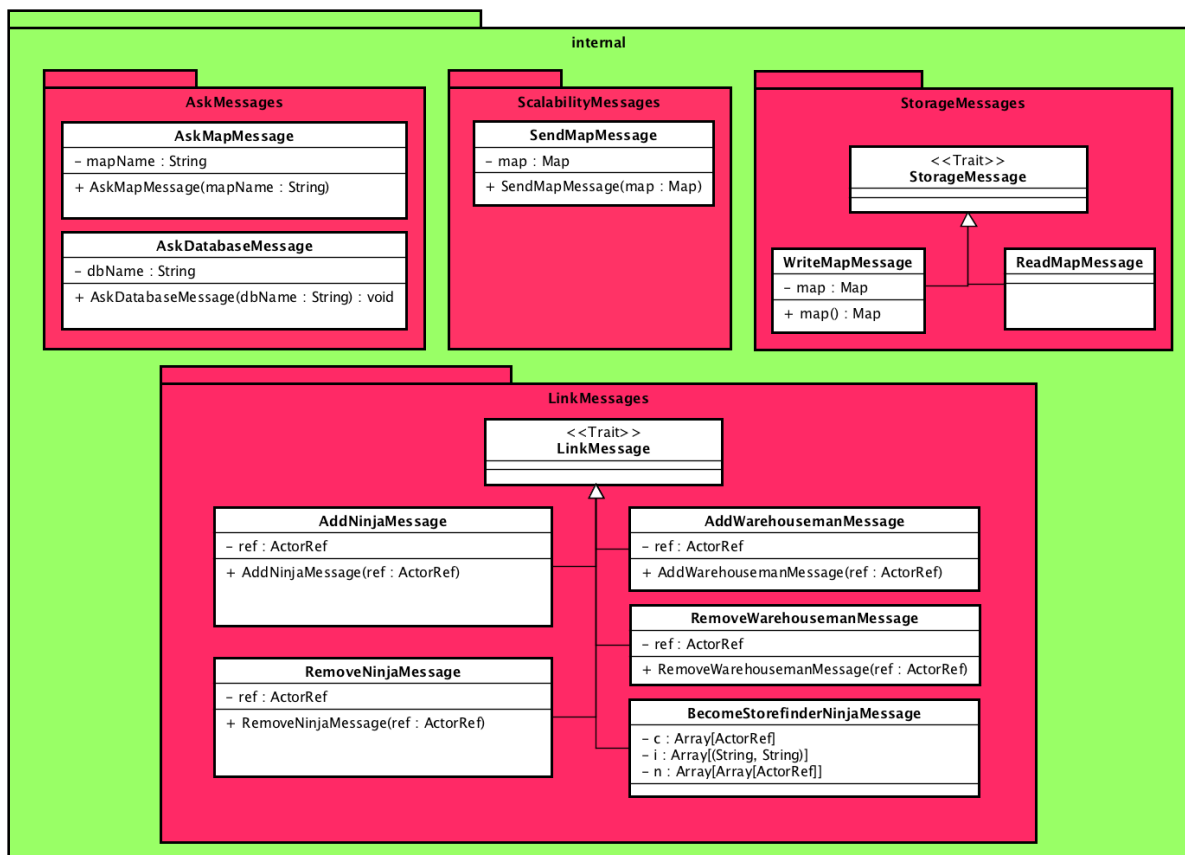 internal
AskMessages
AskMapMessage
– mapName : String
+ AskMapMessage(mapName : String)
AskDatabaseMessage
– dbName : String
+ AskDatabaseMessage(dbName : String) : void
ScalabilityMessages
SendMapMessage
– map : Map
+ SendMapMessage(map : Map)
StorageMessages
<<Trait>>
StorageMessage
WriteMapMessage
– map : Map
+ map() : Map
ReadMapMessage
LinkMessages
<<Trait>>
LinkMessage
AddNinjaMessage
– ref : ActorRef
+ AddNinjaMessage(ref : ActorRef)
AddWarehousemanMessage
– ref : ActorRef
+ AddWarehousemanMessage(ref : ActorRef)
RemoveWarehousemanMessage
– ref : ActorRef
+ RemoveWarehousemanMessage(ref : ActorRef)
RemoveNinjaMessage
– ref : ActorRef
+ RemoveNinjaMessage(ref : ActorRef)
BecomeStorefinderNinjaMessage
– c : Array[ActorRef]
– i : Array[(String, String)]
– n : Array[Array[ActorRef]]